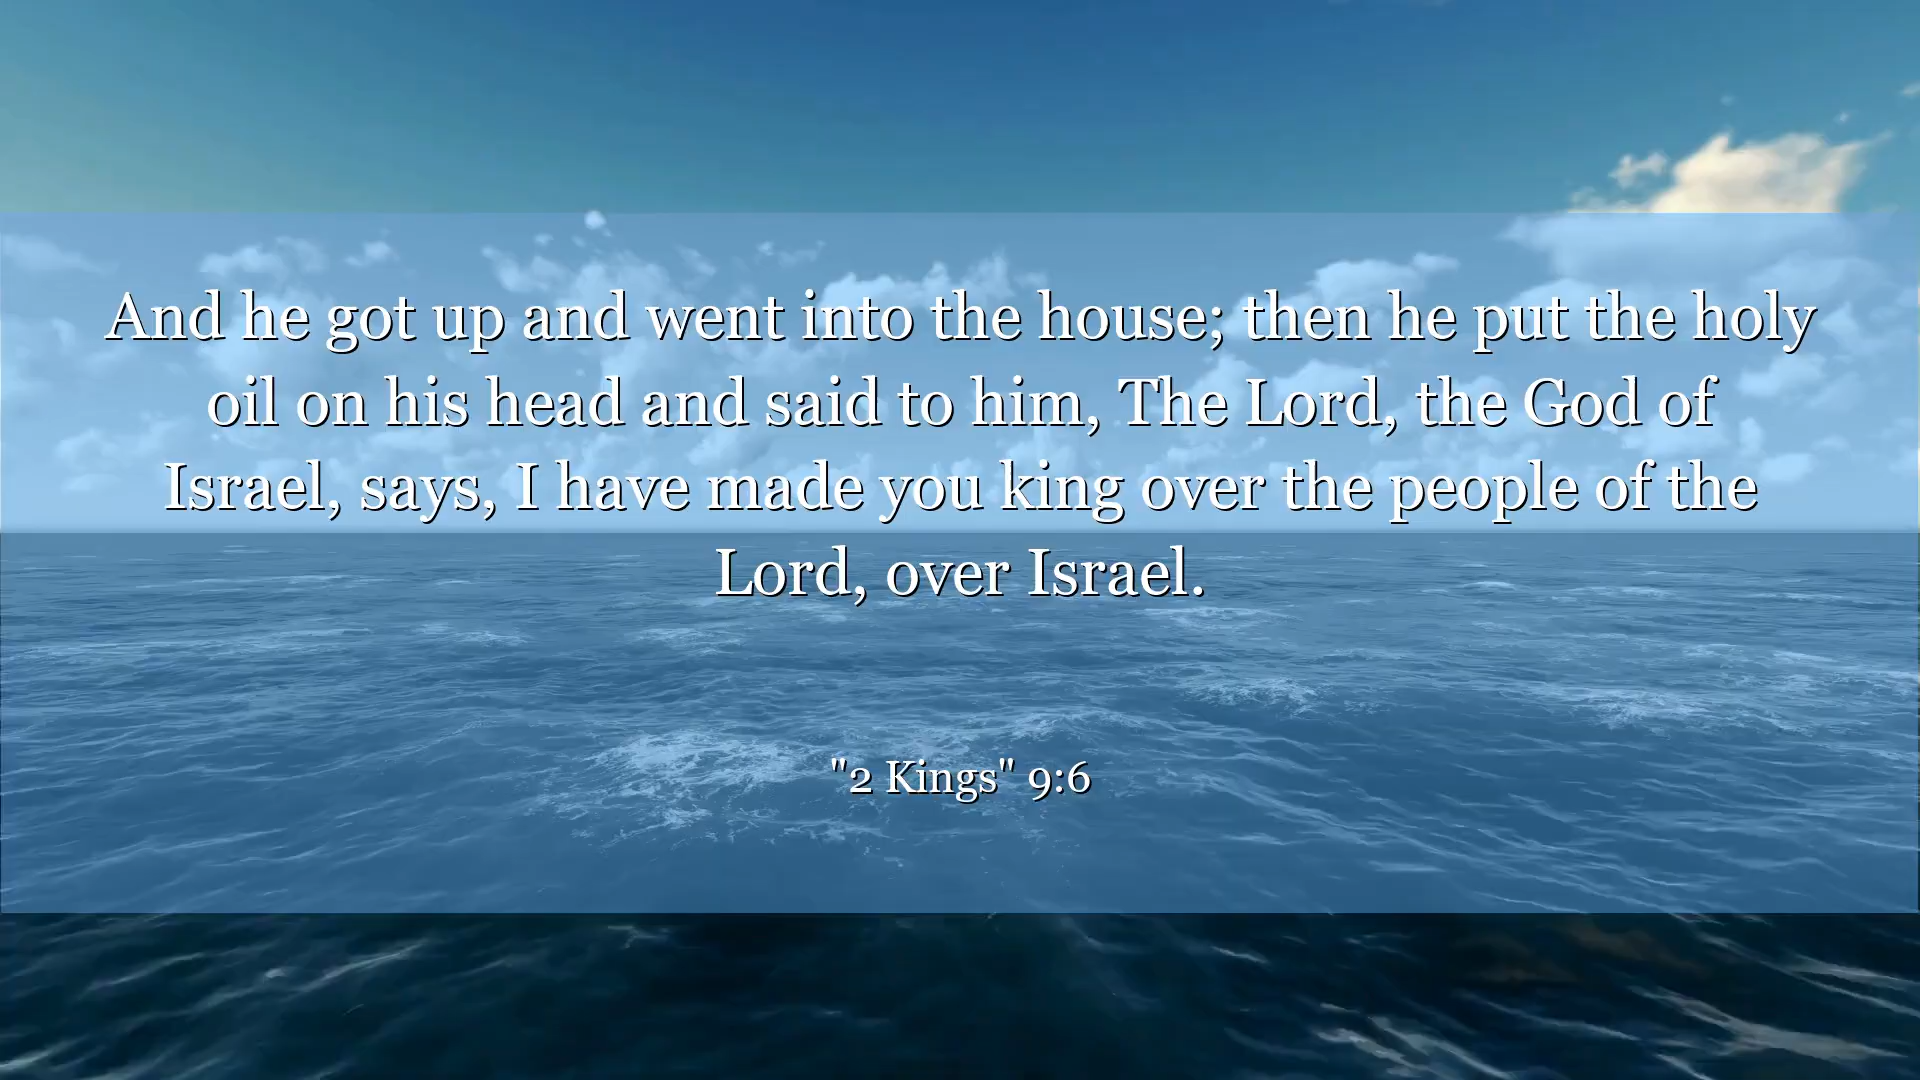 And he got up and went into the house; then he put the holy
oil on his head and said to him, The Lord, the God of
Israel, says, I have made you king over the people of the
Lord, over Israel.
"2 Kings" 9:6